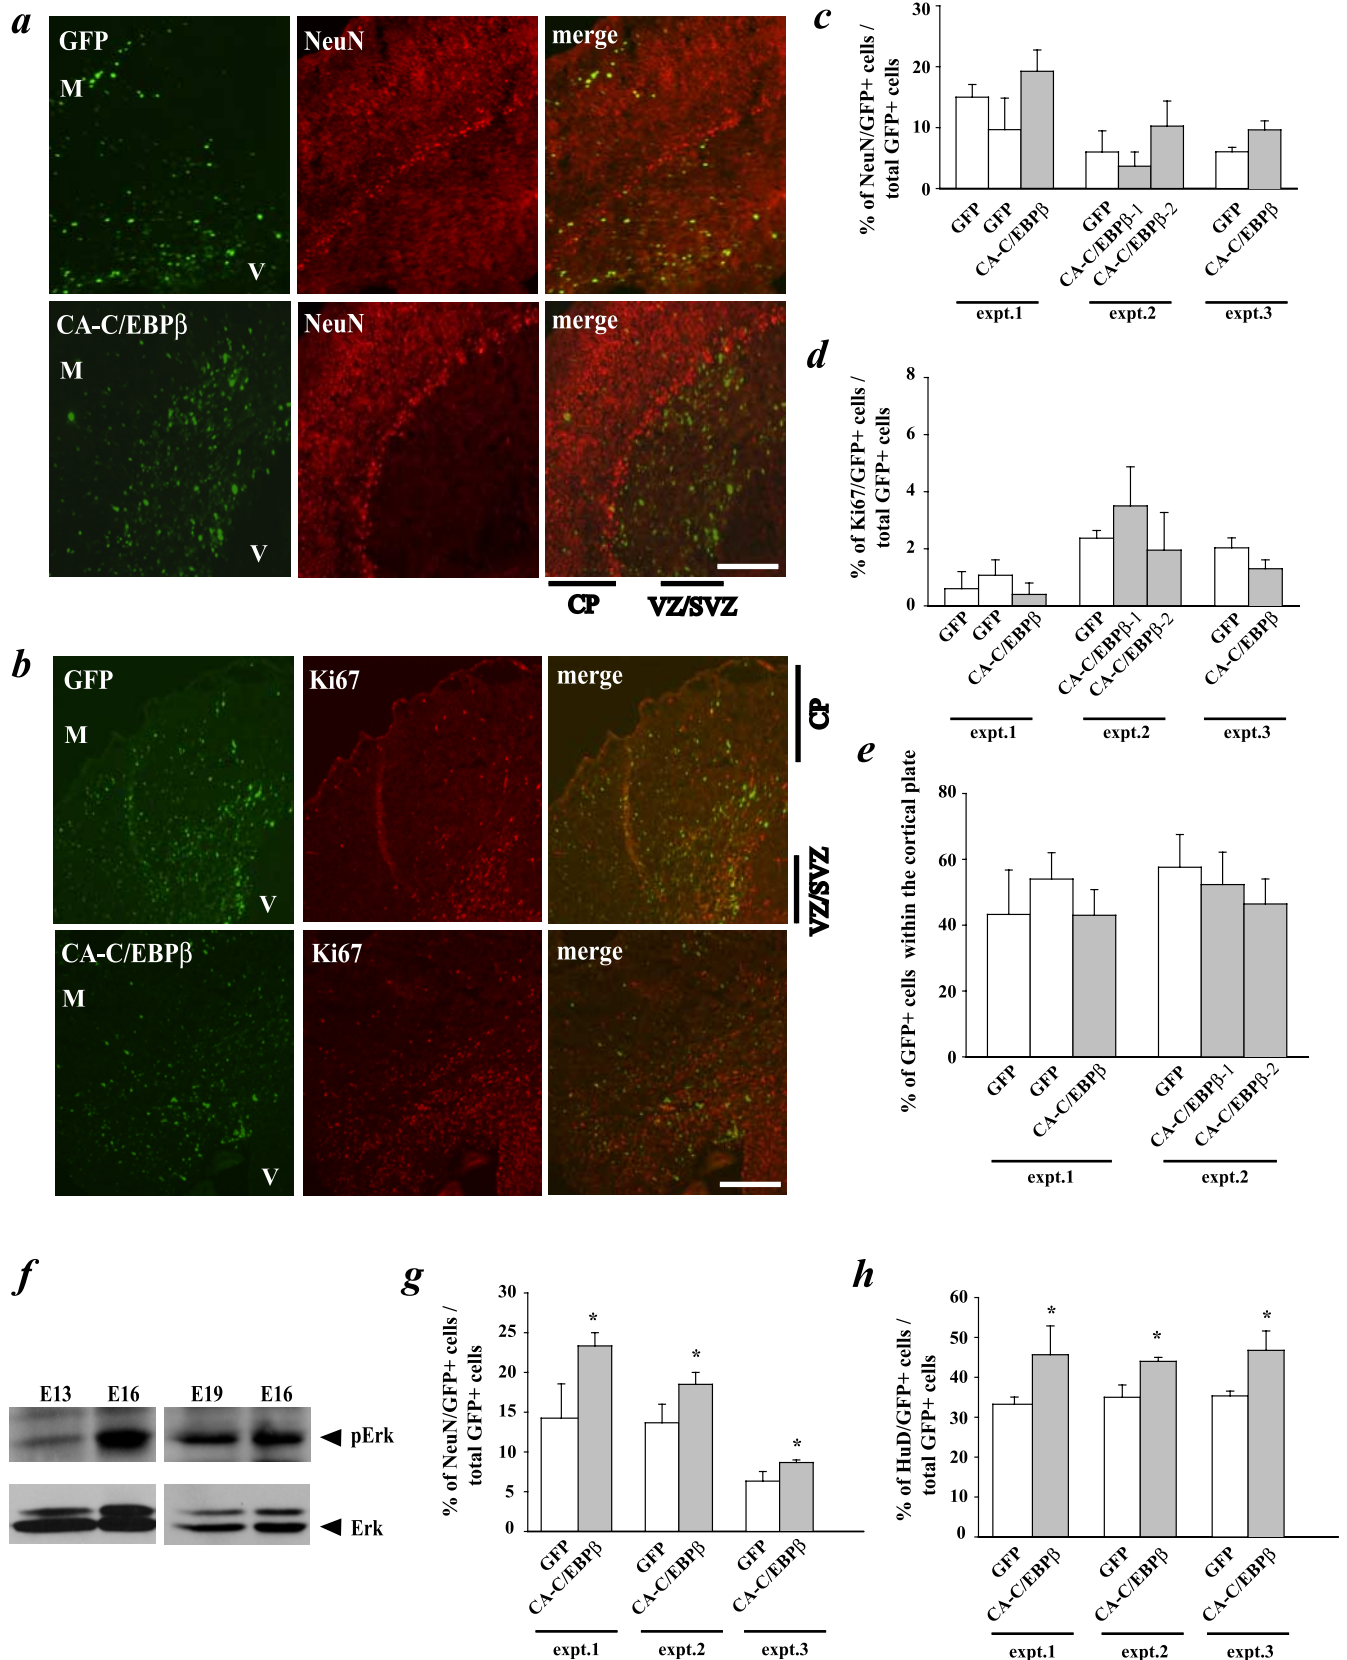 a
GFP
M
V
NeuN
merge
CA-C/EBPβ
M
V
NeuN
merge
CP
VZ/SVZ
b
GFP
M
V
Ki67
merge
CP
VZ/SVZ
CA-C/EBPβ
M
V
Ki67
merge
c
% of NeuN/GFP+ cells /
total GFP+ cells
30
20
10
0
GFP
GFP
CA-C/EBPβ
GFP
CA-C/EBPβ-1
CA-C/EBPβ-2
GFP
CA-C/EBPβ
expt.1
expt.2
expt.3
d
% of Ki67/GFP+ cells /
total GFP+ cells
8
6
4
2
0
GFP
GFP
CA-C/EBPβ
GFP
CA-C/EBPβ-1
CA-C/EBPβ-2
GFP
CA-C/EBPβ
expt.1
expt.2
expt.3
e
% of GFP+ cells within the cortical plate
80
60
40
20
0
GFP
GFP
CA-C/EBPβ
GFP
CA-C/EBPβ-1
CA-C/EBPβ-2
expt.1
expt.2
f
E13 E16 E19 E16
pErk
Erk
g
% of NeuN/GFP+ cells /
total GFP+ cells
30
25
20
15
10
5
0
*
*
*
GFP
CA-C/EBPβ
GFP
CA-C/EBPβ
GFP
CA-C/EBPβ
expt.1
expt.2
expt.3
h
% of HuD/GFP+ cells /
total GFP+ cells
60
50
40
30
20
10
0
*
*
*
GFP
CA-C/EBPβ
GFP
CA-C/EBPβ
GFP
CA-C/EBPβ
expt.1
expt.2
expt.3